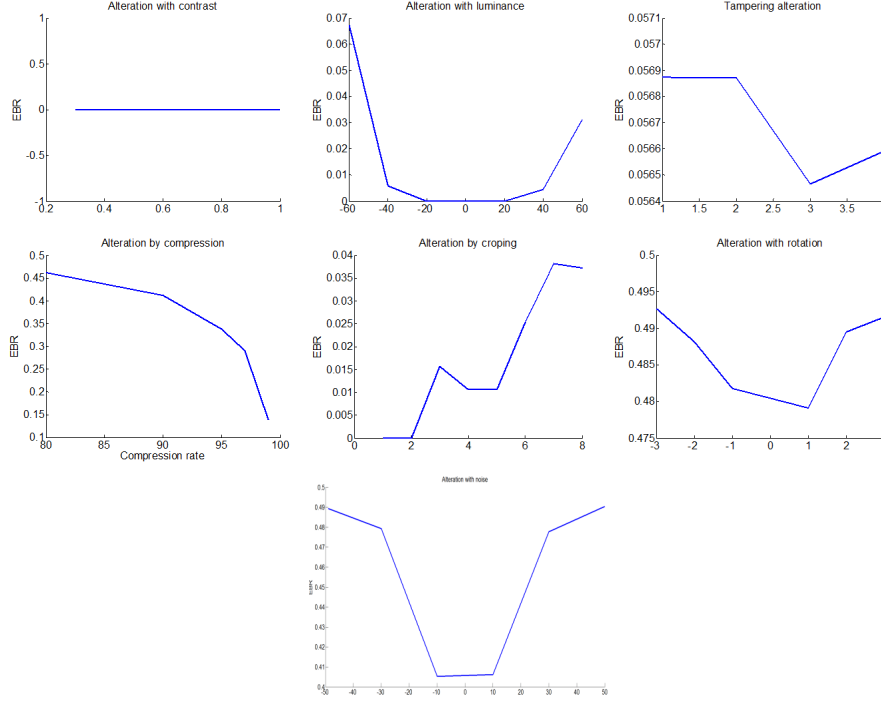 Alteration with contrast
1
0.5
0
-0.5
-1
EBR
0.2 0.4 0.6 0.8 1
Alteration with luminance
0.07
0.06
0.05
0.04
0.03
0.02
0.01
0
EBR
-60 -40 -20 0 20 40 60
Tampering alteration
0.0571
0.057
0.0569
0.0568
0.0567
0.0566
0.0565
0.0564
EBR
1 1.5 2 2.5 3 3.5
Alteration by compression
0.5
0.45
0.4
0.35
0.3
0.25
0.2
0.15
0.1
EBR
80 85 90 95 100
Compression rate
Alteration by croping
0.04
0.035
0.03
0.025
0.02
0.015
0.01
0.005
0
EBR
0 2 4 6 8
Alteration with rotation
0.5
0.495
0.49
0.485
0.48
0.475
EBR
-3 -2 -1 0 1 2
Alteration with noise
0.5
0.49
0.48
0.47
0.46
0.45
0.44
0.43
0.42
0.41
0.4
EBR
-50 -40 -30 -20 -10 0 10 20 30 40 50